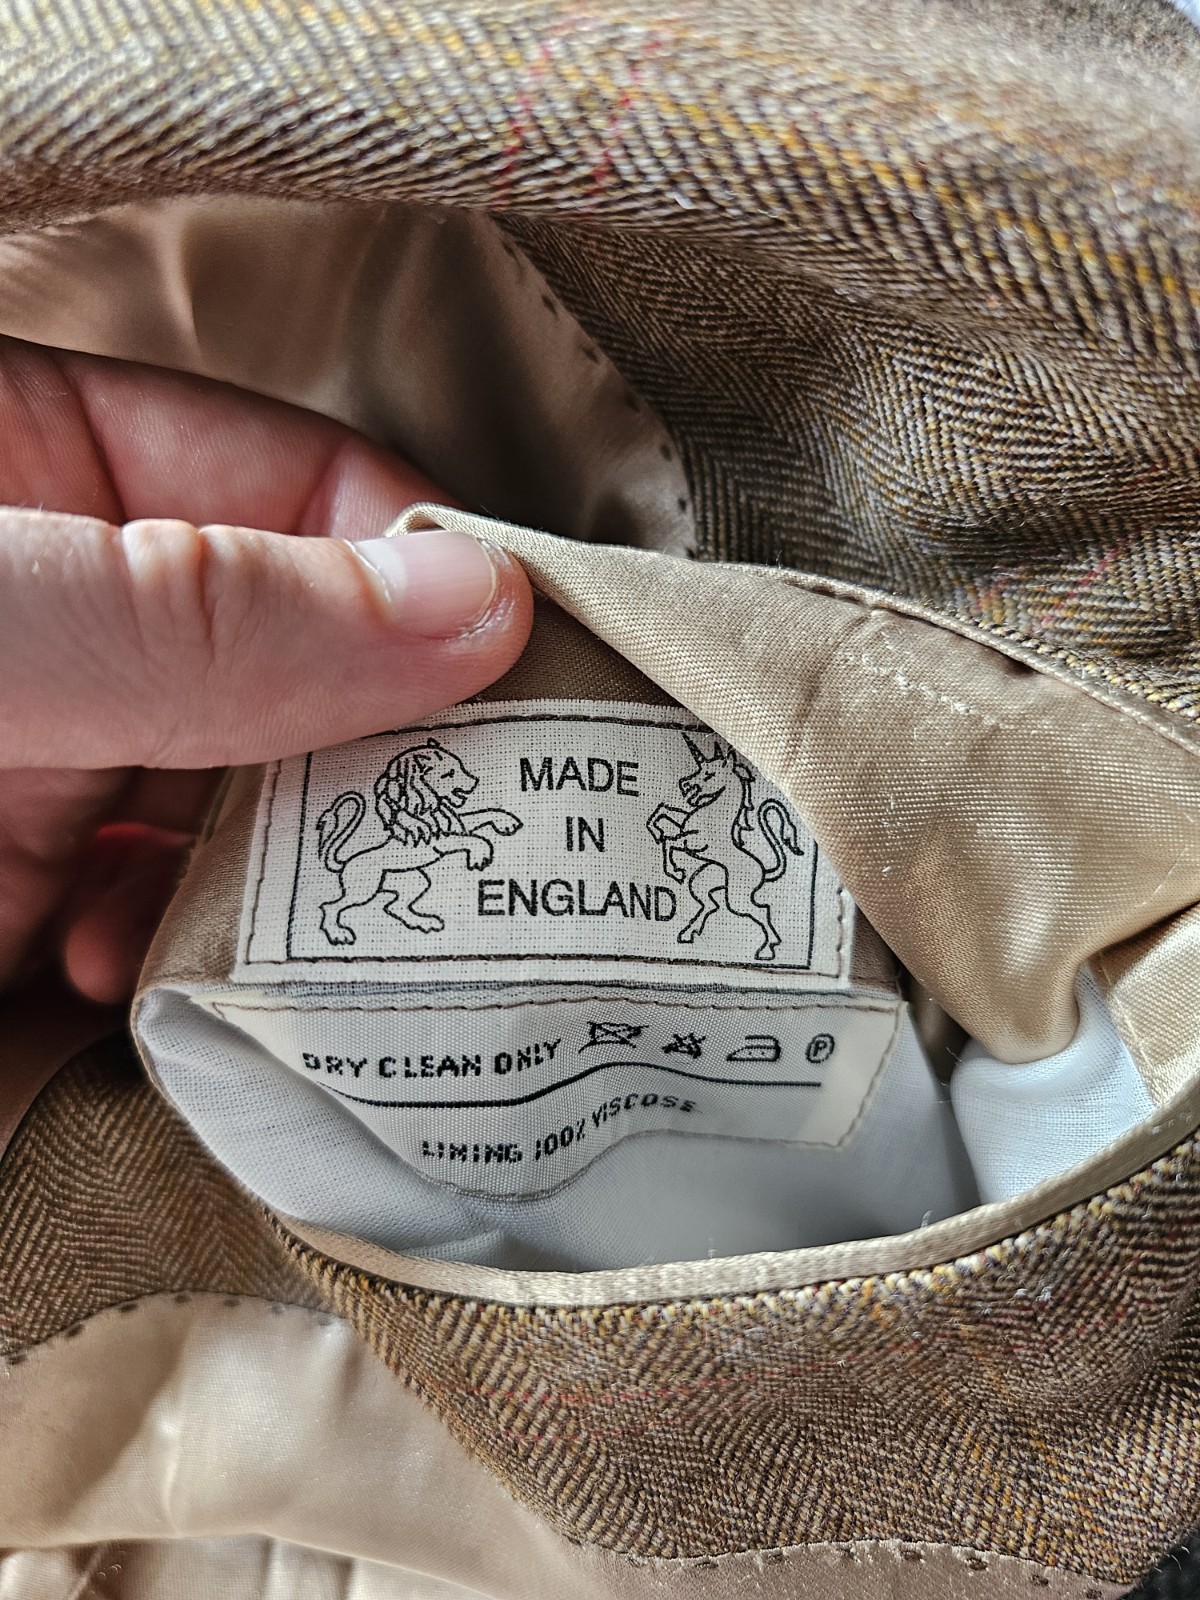 MADE
IN
ENGLAND
DRY CLEAN ONLY P
LINING 100% VISCOSE